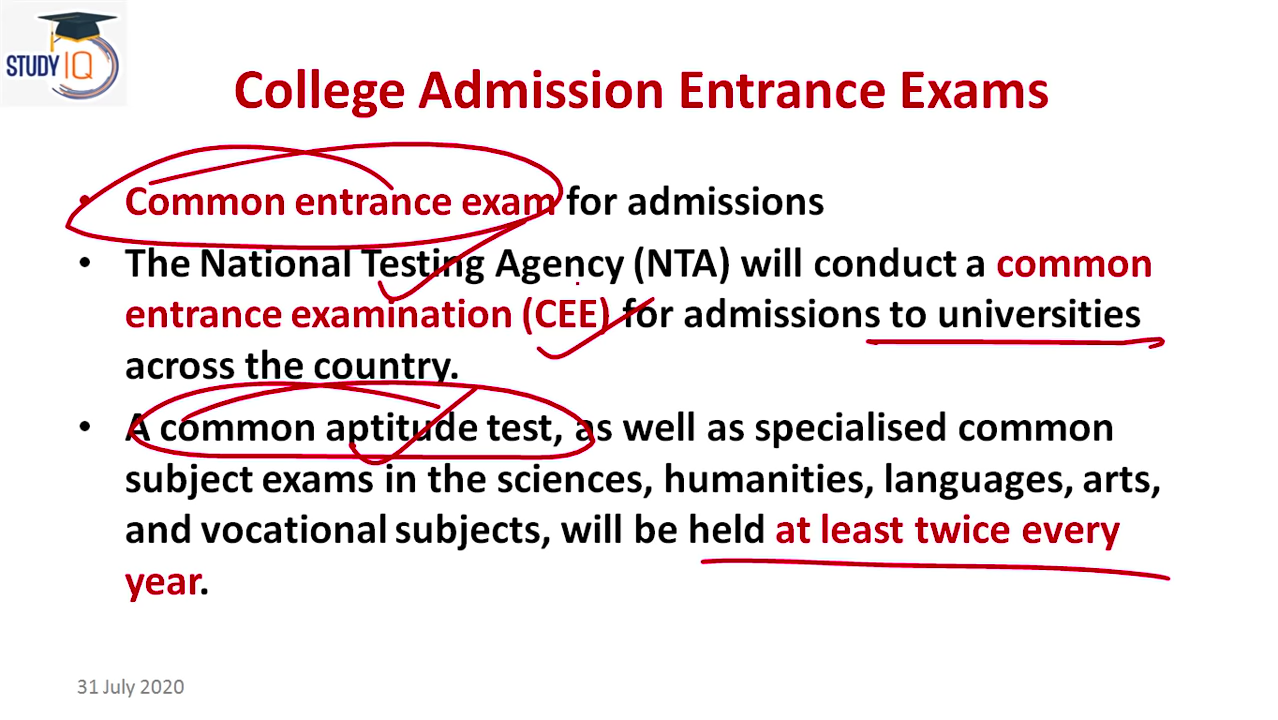 STUDY IQ
College Admission Entrance Exams
• Common entrance exam for admissions
• The National Testing Agency (NTA) will conduct a common
entrance examination (CEE) for admissions to universities
across the country.
• A common aptitude test, as well as specialised common
subject exams in the sciences, humanities, languages, arts,
and vocational subjects, will be held at least twice every
year.
31 July 2020